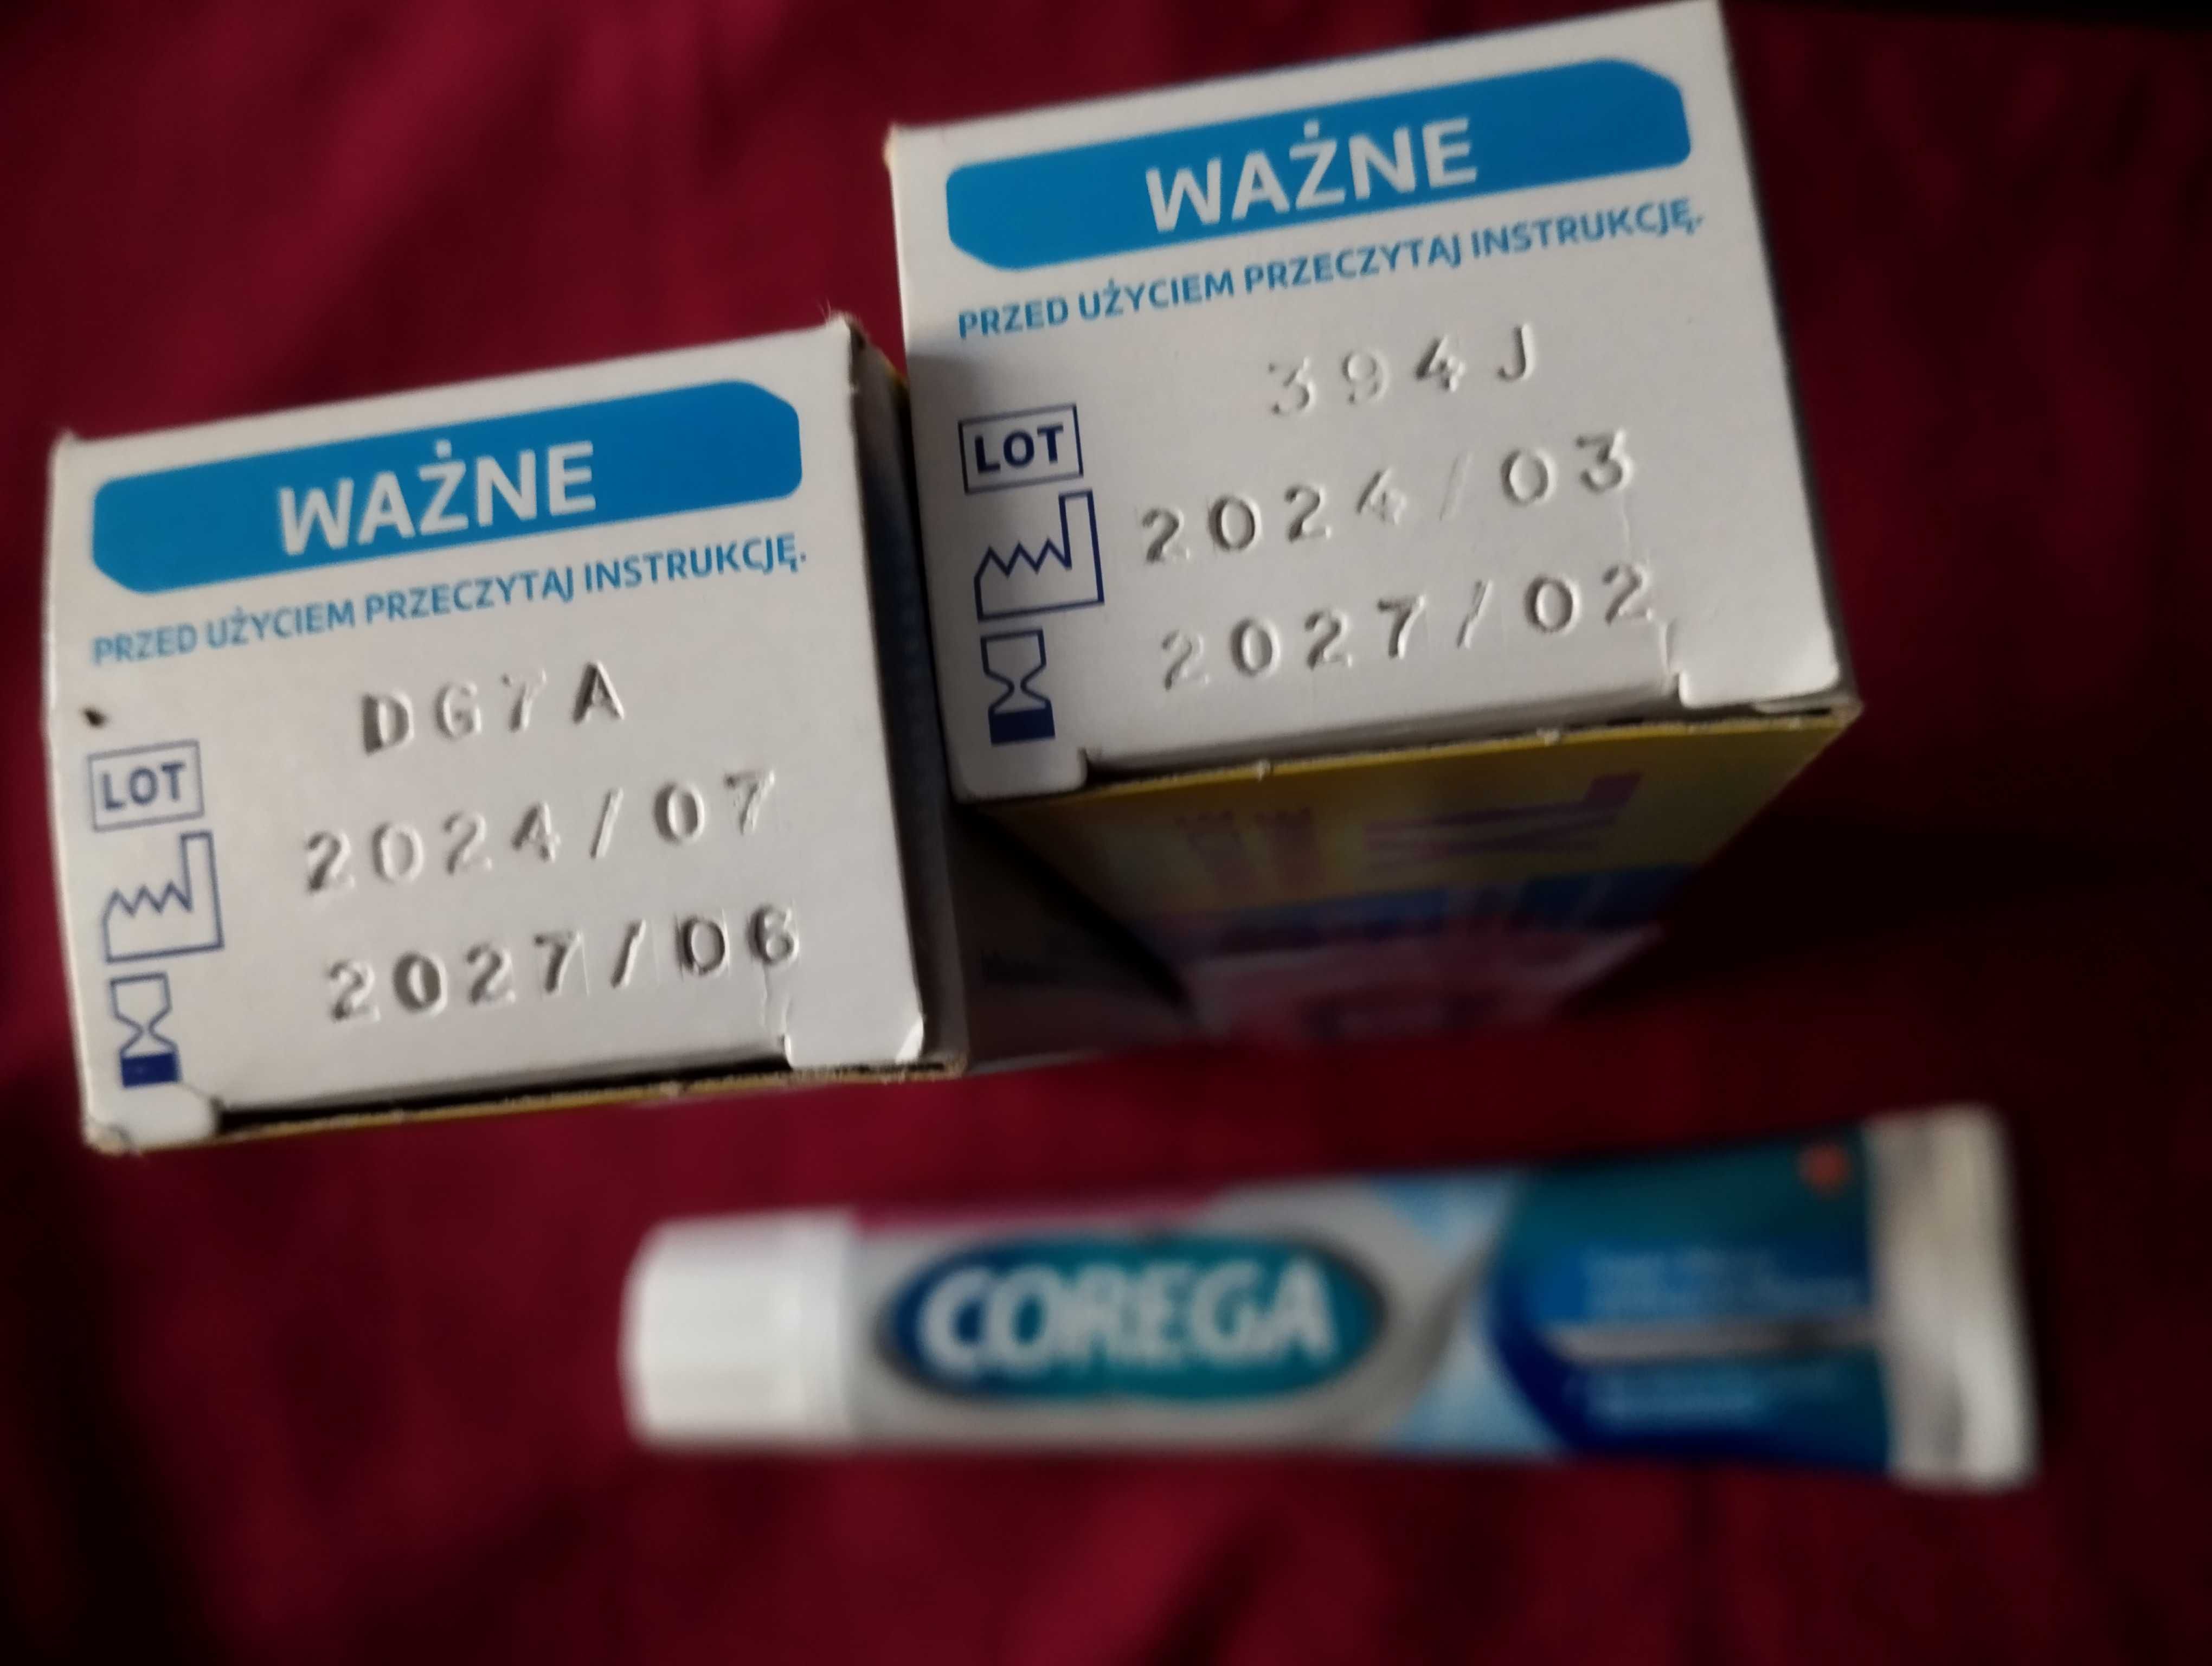 WAŻNE
PRZED UŻYCIEM PRZECZYTAJ INSTRUKCJĘ.
LOT
DG7A
2024/07
2027/06
WAŻNE
PRZED UŻYCIEM PRZECZYTAJ INSTRUKCJĘ.
LOT
394J
2024/03
2027/02
COREGA